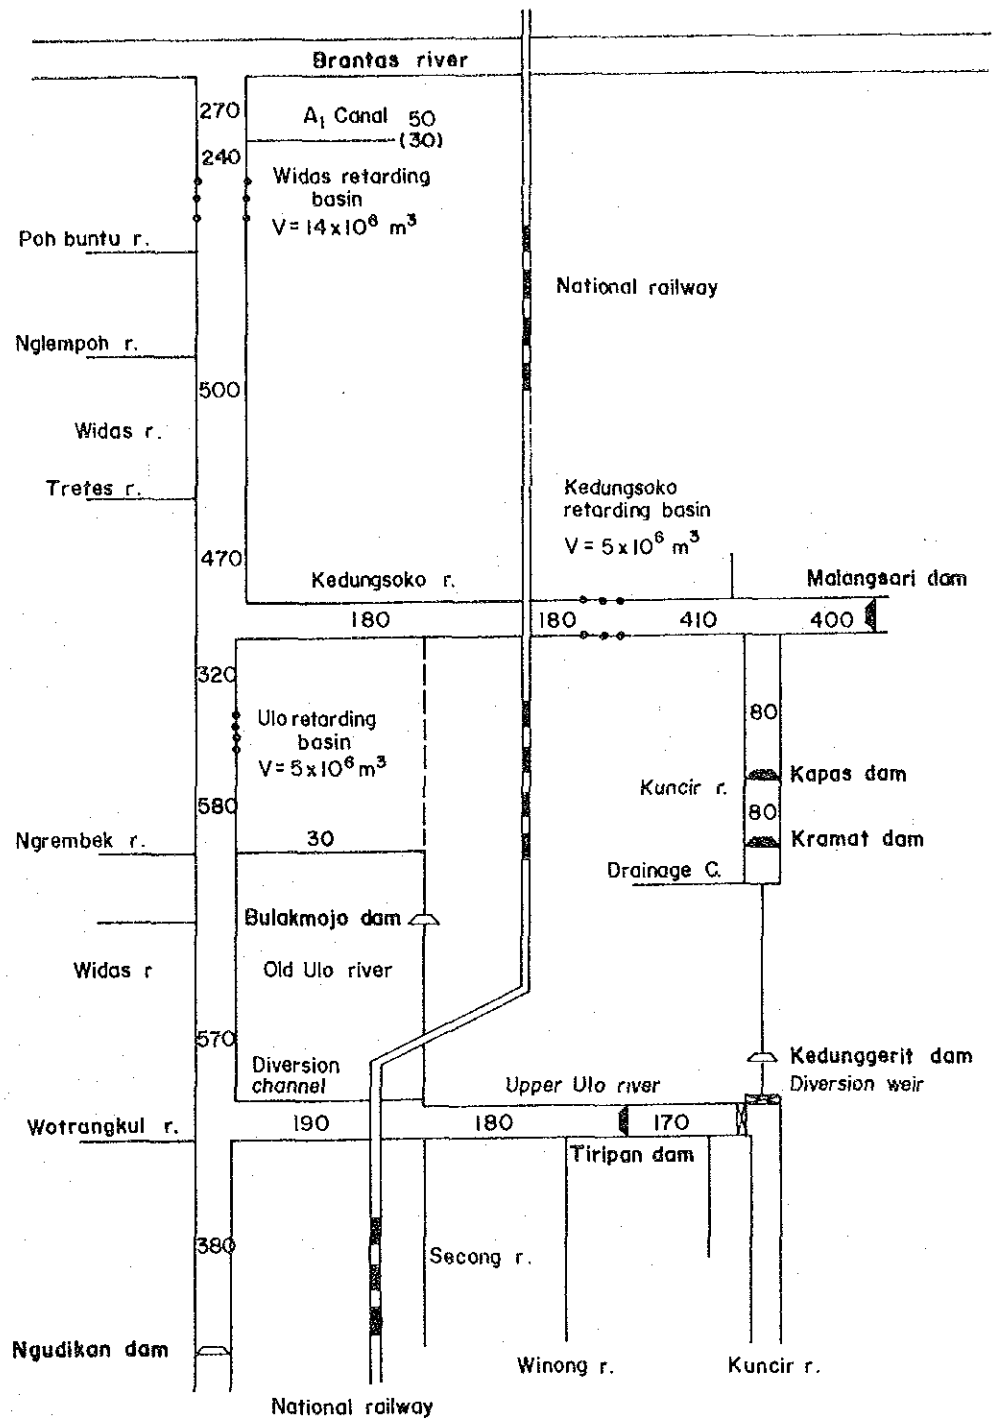 Brantas river
270
A1 Canal 50
(30)
240
Widas retarding
basin
V = 14x10⁶ m³
Poh buntu r.
National railway
Nglempoh r.
500
Widas r.
Tretes r.
Kedungsoko
retarding basin
V = 5x10⁶ m³
470
Kedungsoko r.
Malangsari dam
180
180
410
400
320
Ulo retarding
basin
V = 5x10⁶ m³
80
Kuncir r.
Kapas dam
580
80
Ngrembek r.
30
Kramat dam
Drainage C.
Bulakmojo dam
Widas r
Old Ulo river
570
Diversion
channel
Kedunggerit dam
Diversion weir
Upper Ulo river
Wotrangkul r.
190
180
170
Tiripan dam
380
Secong r.
Ngudikan dam
Winong r.
Kuncir r.
National railway